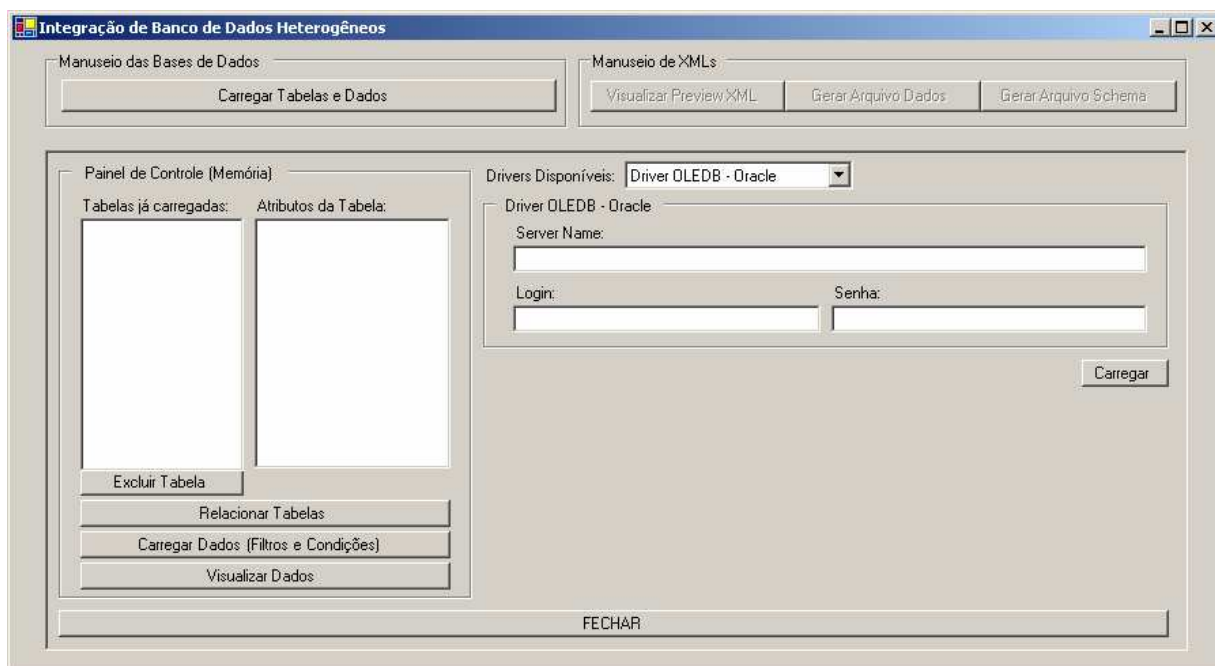 Integração de Banco de Dados Heterogêneos
Manuseio das Bases de Dados
Carregar Tabelas e Dados
Manuseio de XMLs
Visualizar Preview XML
Gerar Arquivo Dados
Gerar Arquivo Schema
Painel de Controle (Memória)
Tabelas já carregadas:
Atributos da Tabela:
Excluir Tabela
Relacionar Tabelas
Carregar Dados (Filtros e Condições)
Visualizar Dados
Drivers Disponíveis: Driver OLEDB - Oracle
Driver OLEDB - Oracle
Server Name:
Login:
Senha:
Carregar
FECHAR